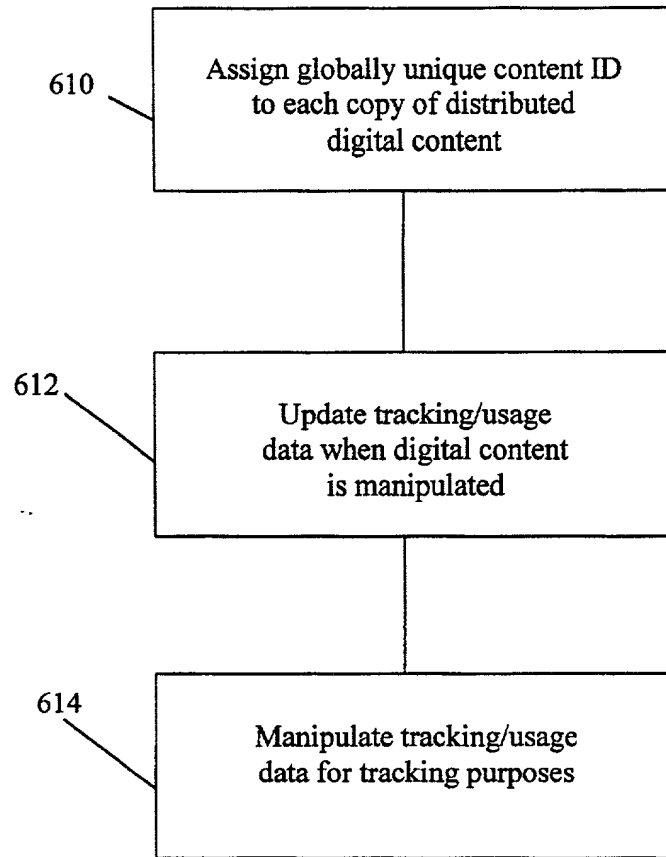 610
Assign globally unique content ID
to each copy of distributed
digital content
612
Update tracking/usage
data when digital content
is manipulated
614
Manipulate tracking/usage
data for tracking purposes